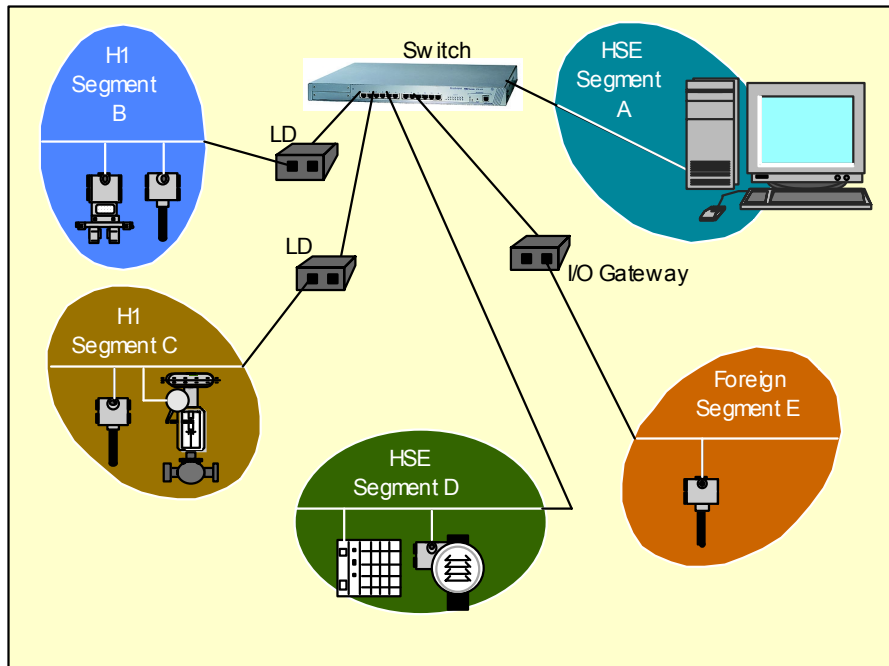 Switch
H1
Segment
B
HSE
Segment
A
LD
LD
I/O Gateway
H1
Segment C
Foreign
Segment E
HSE
Segment D